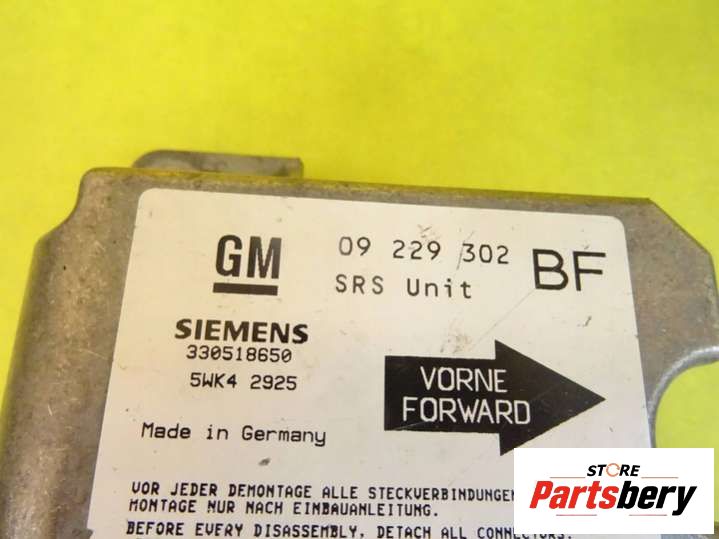 GM
09 229 302 BF
SRS Unit
SIEMENS
330518650
5WK4 2925
VORNE
FORWARD
Made in Germany
VOR JEDER DEMONTAGE ALLE STECKVERBINDUNGEN
MONTAGE NUR NACH EINBAUANLEITUNG.
BEFORE EVERY DISASSEMBLY, DETACH ALL CONNECTORS.
STORE
Partsbery